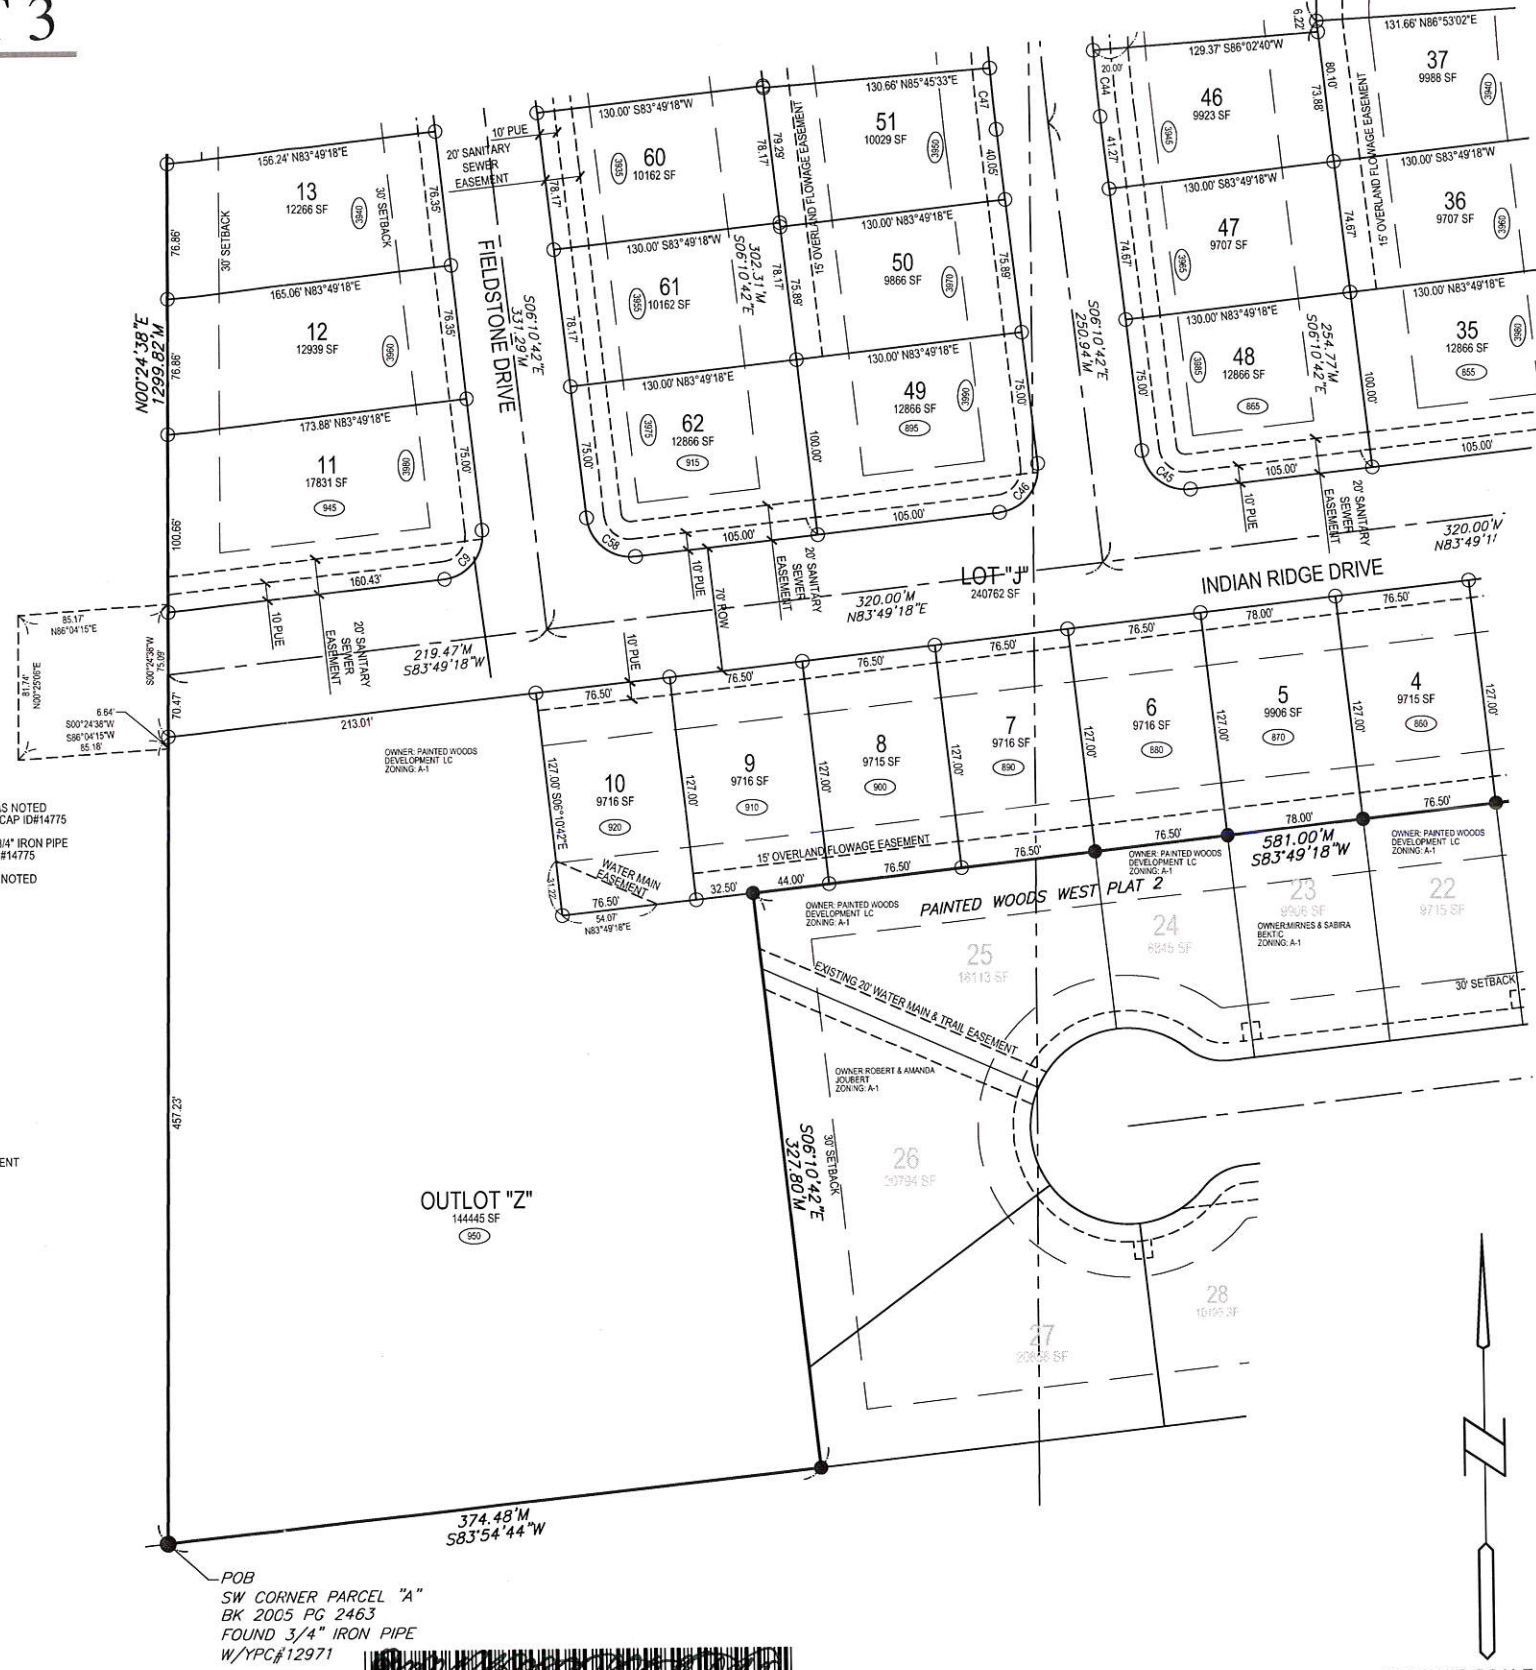 T 3
156.24' N83°49'18"E
13
12266 SF
3940
30' SETBACK
30' SETBACK
76.35'
76.86'
165.06' N83°49'18"E
12
12939 SF
3960
76.35'
76.86'
N00°24'38"E
1299.82'M
173.88' N83°49'18"E
11
17831 SF
3980
945
75.00'
100.66'
160.43'
10' PUE
20' SANITARY
SEWER
EASEMENT
FIELDSTONE DRIVE
S06°10'42"E
331.29'M
10' PUE
20' SANITARY
SEWER
EASEMENT
130.00' S83°49'18"W
60
10162 SF
3935
78.17'
79.29'
78.17'
130.00' S83°49'18"W
61
10162 SF
3955
78.17'
78.17'
302.31'M
S06°10'42"E
130.00' N83°49'18"E
62
12866 SF
3975
915
75.00'
100.00'
C58
105.00'
130.66' N85°45'33"E
C47
51
10029 SF
3950
40.05'
15' OVERLAND FLOWAGE EASEMENT
130.00' N83°49'18"E
50
9866 SF
3970
75.89'
75.89'
130.00' N83°49'18"E
49
12866 SF
3990
895
75.00'
105.00'
C46
10' PUE
70' ROW
20' SANITARY
SEWER
EASEMENT
S06°10'42"E
250.94'M
129.37' S86°02'40"W
20.00'
C44
46
9923 SF
3945
41.27'
6.22'
80.10'
73.88'
130.00' S83°49'18"W
47
9707 SF
3965
74.67'
74.67'
130.00' N83°49'18"E
48
12866 SF
3985
865
75.00'
254.77'M
S06°10'42"E
100.00'
C45
105.00'
10' PUE
20' SANITARY
SEWER
EASEMENT
131.66' N86°53'02"E
37
9988 SF
3940
15' OVERLAND FLOWAGE EASEMENT
130.00' S83°49'18"W
36
9707 SF
3960
130.00' N83°49'18"E
35
12866 SF
3980
855
105.00'
320.00'M
N83°49'1
INDIAN RIDGE DRIVE
LOT "J"
240762 SF
320.00'M
N83°49'18"E
219.47'M
S83°49'18"W
85.17'
N86°04'15"E
N00°25'06"E
81.74'
S00°24'38"W
75.09'
6.64'
S00°24'38"W
S86°04'15"W
85.18'
70.47'
213.01'
OWNER: PAINTED WOODS
DEVELOPMENT LC
ZONING: A-1
10' PUE
76.50'
76.50'
76.50'
76.50'
76.50'
78.00'
76.50'
127.00' S06°10'42"E
10
9716 SF
920
127.00'
9
9716 SF
910
127.00'
8
9715 SF
900
127.00'
7
9716 SF
890
127.00'
6
9716 SF
880
127.00'
5
9906 SF
870
127.00'
4
9715 SF
860
127.00'
WATER MAIN
EASEMENT
31.22'
76.50'
54.07'
N83°49'18"E
32.50'
44.00'
15' OVERLAND FLOWAGE EASEMENT
76.50'
76.50'
76.50'
78.00'
76.50'
581.00'M
S83°49'18"W
OWNER: PAINTED WOODS
DEVELOPMENT LC
ZONING: A-1
OWNER: PAINTED WOODS
DEVELOPMENT LC
ZONING: A-1
OWNER: PAINTED WOODS
DEVELOPMENT LC
ZONING: A-1
PAINTED WOODS WEST PLAT 2
25
16113 SF
24
23
9906 SF
OWNER:MIRNES & SABIRA
BEKTIC
ZONING: A-1
22
9715 SF
30' SETBACK
EXISTING 20' WATER MAIN & TRAIL EASEMENT
OWNER:ROBERT & AMANDA
JOUBERT
ZONING: A-1
S06°10'42"E
327.80'M
30' SETBACK
26
20794 SF
27
28
AS NOTED
CAP ID#14775
3/4" IRON PIPE
#14775
NOTED
ENT
457.23'
OUTLOT "Z"
144445 SF
950
374.48'M
S83°54'44"W
POB
SW CORNER PARCEL "A"
BK 2005 PG 2463
FOUND 3/4" IRON PIPE
W/YPC#12971